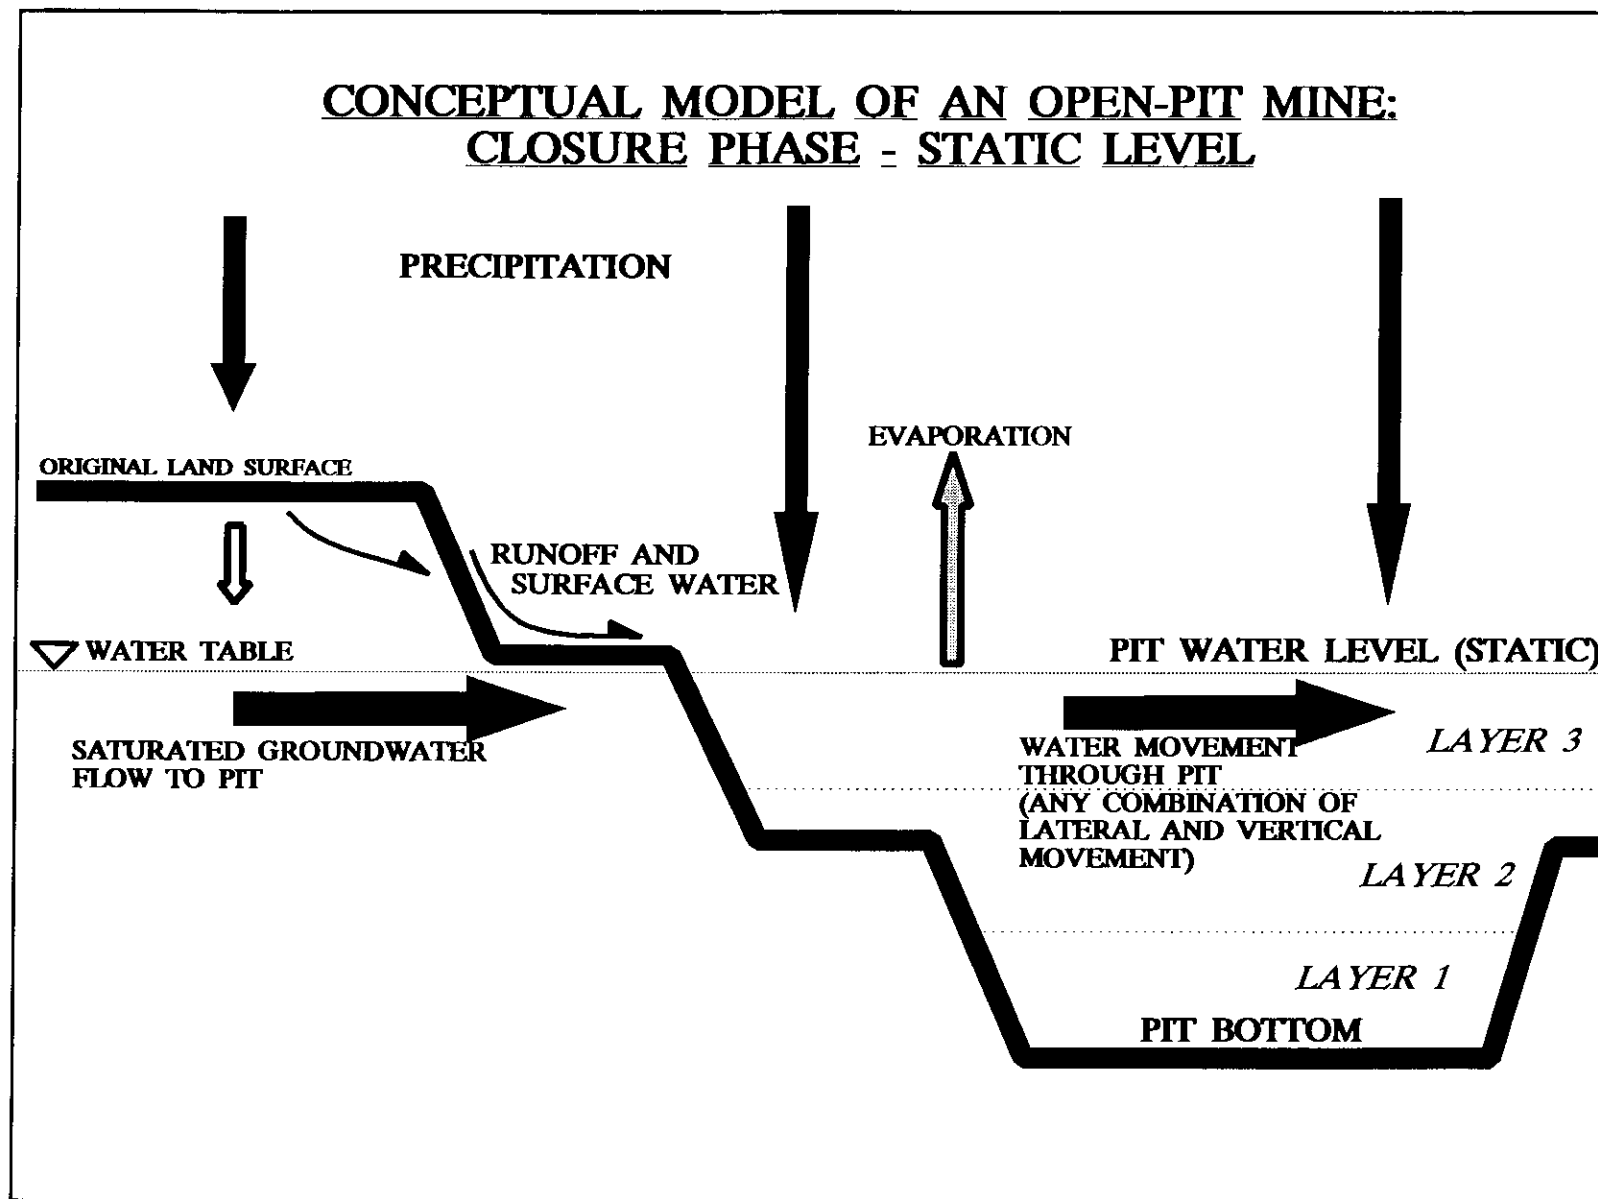 CONCEPTUAL MODEL OF AN OPEN-PIT MINE:
CLOSURE PHASE - STATIC LEVEL
PRECIPITATION
EVAPORATION
ORIGINAL LAND SURFACE
RUNOFF AND
SURFACE WATER
WATER TABLE
PIT WATER LEVEL (STATIC)
SATURATED GROUNDWATER
FLOW TO PIT
WATER MOVEMENT
THROUGH PIT
(ANY COMBINATION OF
LATERAL AND VERTICAL
MOVEMENT)
LAYER 3
LAYER 2
LAYER 1
PIT BOTTOM